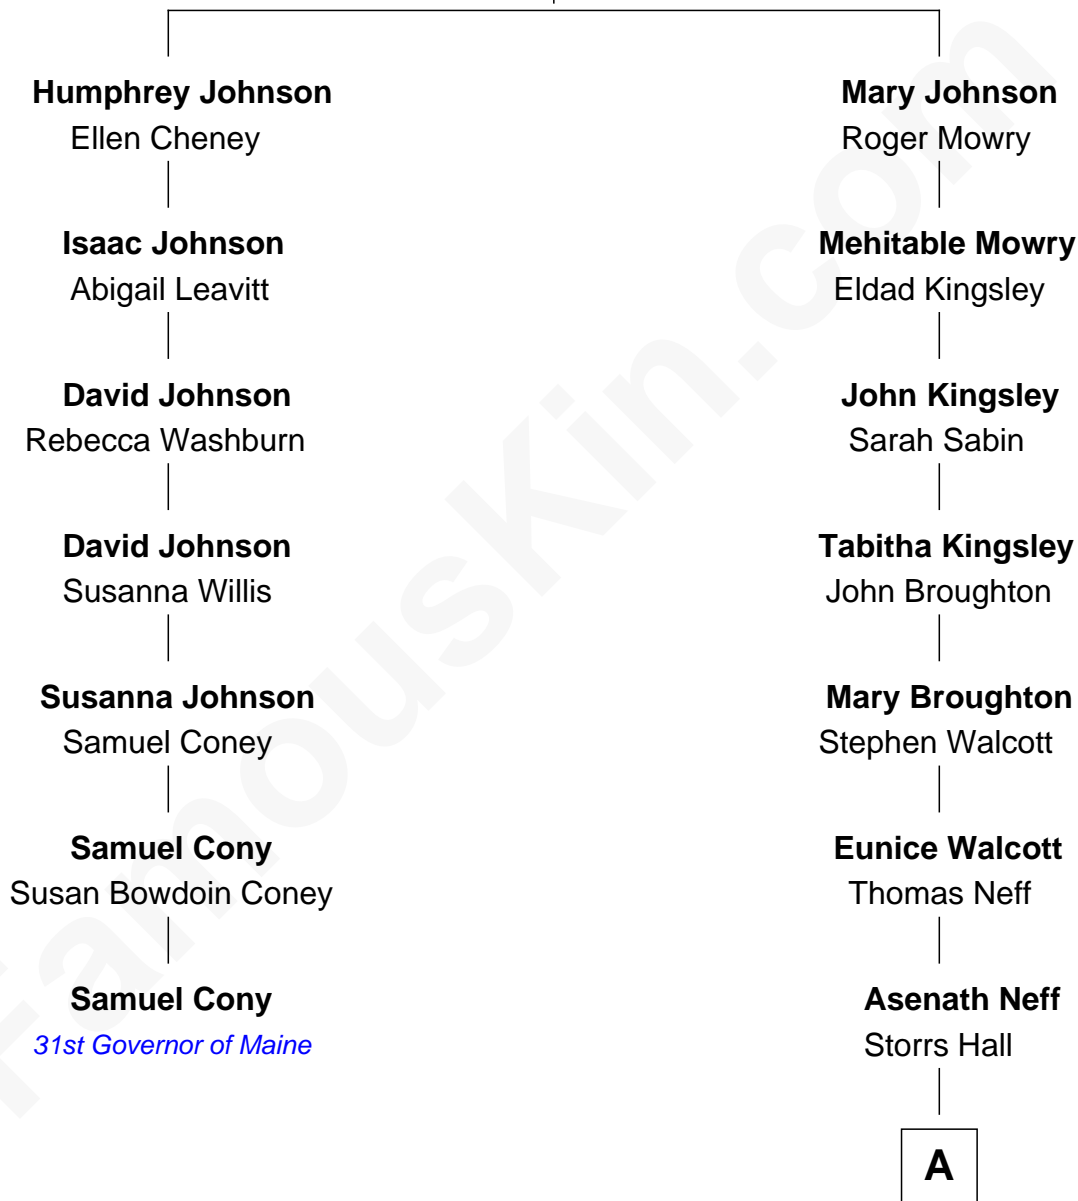 Humphrey Johnson
Ellen Cheney
Isaac Johnson
Abigail Leavitt
David Johnson
Rebecca Washburn
David Johnson
Susanna Willis
Susanna Johnson
Samuel Coney
Samuel Cony
Susan Bowdoin Coney
Samuel Cony
31st Governor of Maine
Mary Johnson
Roger Mowry
Mehitable Mowry
Eldad Kingsley
John Kingsley
Sarah Sabin
Tabitha Kingsley
John Broughton
Mary Broughton
Stephen Walcott
Eunice Walcott
Thomas Neff
Asenath Neff
Storrs Hall
A
FamousKin.com